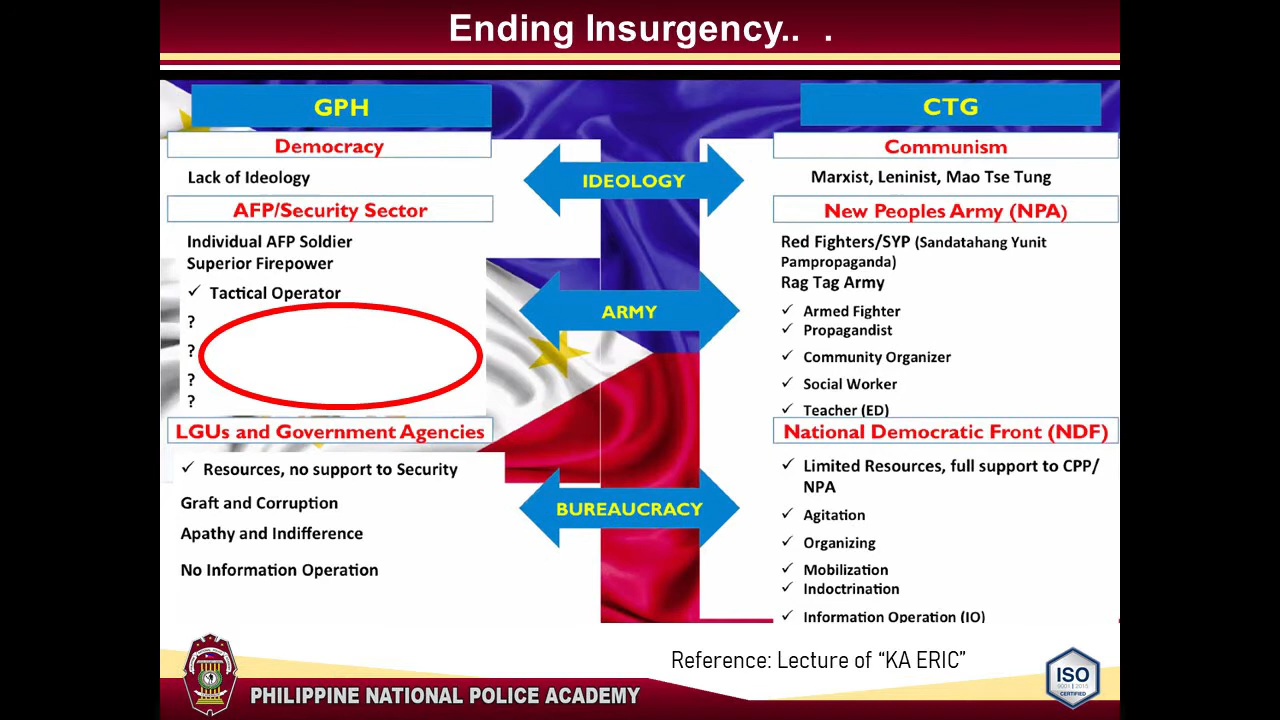 Ending Insurgency.. .
GPH
Democracy
Lack of Ideology
AFP/Security Sector
Individual AFP Soldier
Superior Firepower
✓ Tactical Operator
?
?
?
?
LGUs and Government Agencies
✓ Resources, no support to Security
Graft and Corruption
Apathy and Indifference
No Information Operation
IDEOLOGY
ARMY
BUREAUCRACY
CTG
Communism
Marxist, Leninist, Mao Tse Tung
New Peoples Army (NPA)
Red Fighters/SYP (Sandatahang Yunit
Pampropaganda)
Rag Tag Army
✓ Armed Fighter
✓ Propagandist
✓ Community Organizer
✓ Social Worker
✓ Teacher (ED)
National Democratic Front (NDF)
✓ Limited Resources, full support to CPP/
NPA
✓ Agitation
✓ Organizing
✓ Mobilization
✓ Indoctrination
✓ Information Operation (IO)
Reference: Lecture of “KA ERIC”
PHILIPPINE NATIONAL POLICE ACADEMY
ISO
CERTIFIED